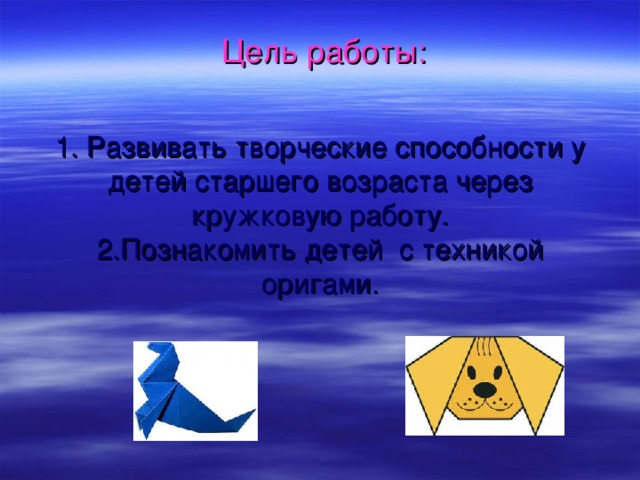 Цель работы:
1. Развивать творческие способности у
детей старшего возраста через
кружковую работу.
2.Познакомить детей  с техникой
оригами.